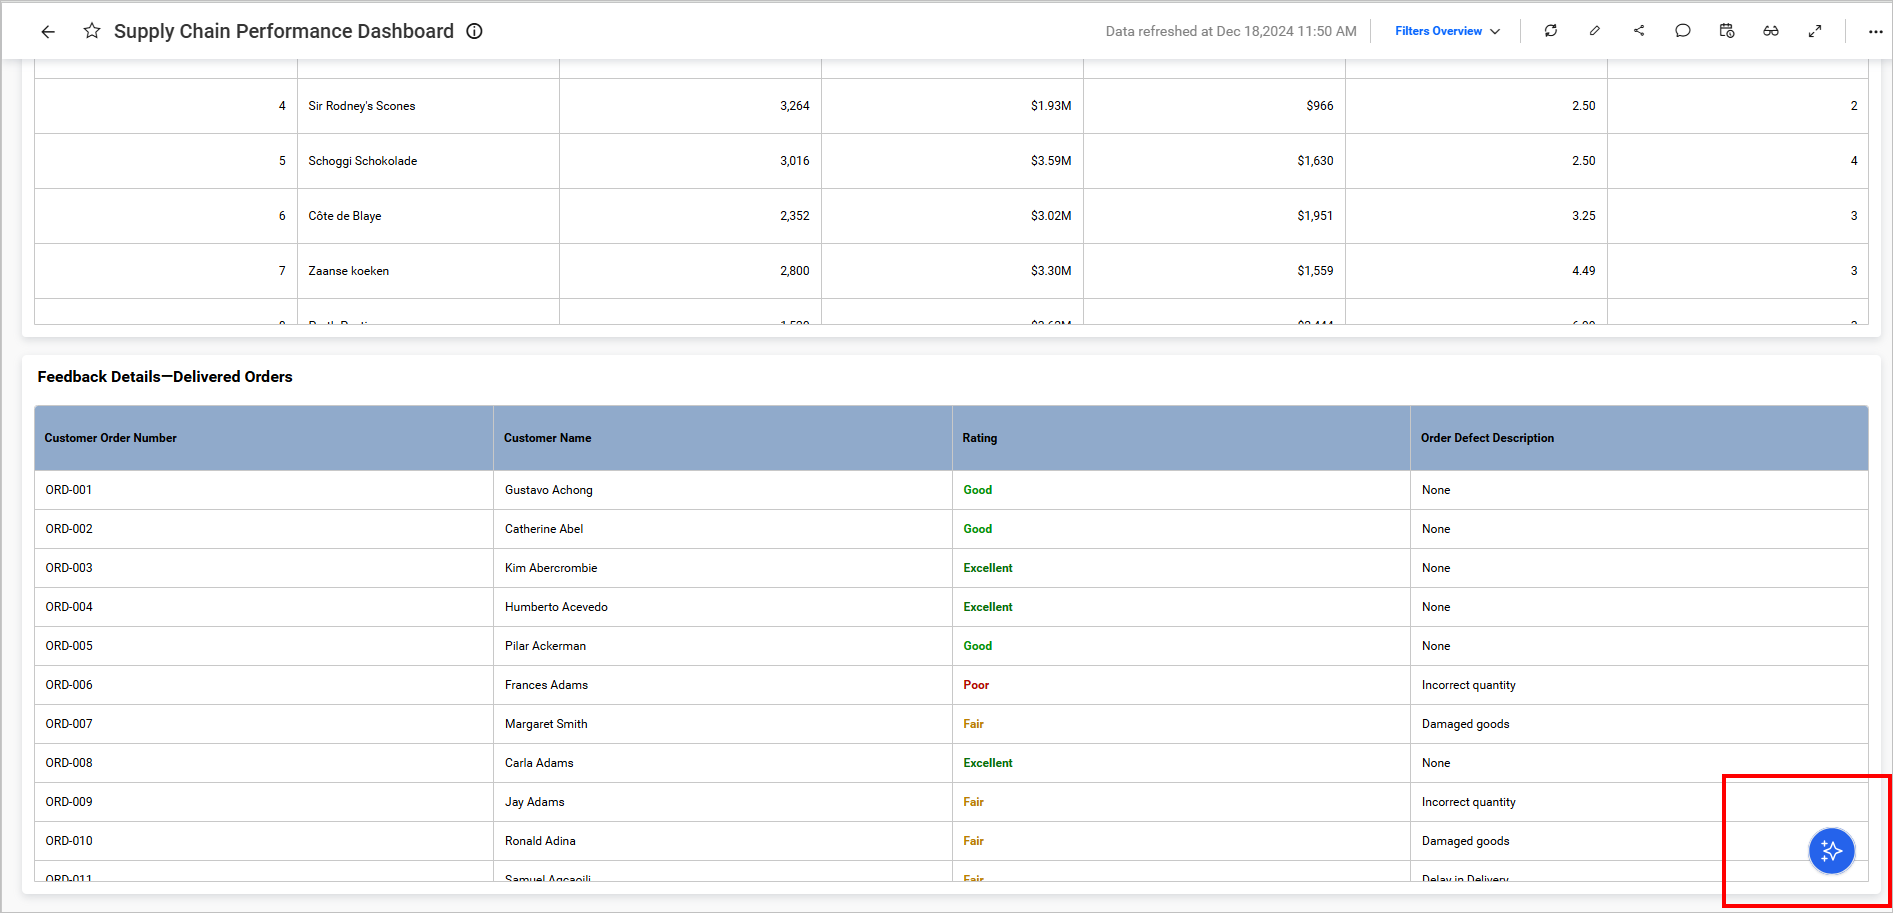 Supply Chain Performance Dashboard
Data refreshed at Dec 18,2024 11:50 AM
Filters Overview
4 Sir Rodney's Scones 3,264 $1.93M $966 2.50 2
5 Schoggi Schokolade 3,016 $3.59M $1,630 2.50 4
6 Côte de Blaye 2,352 $3.02M $1,951 3.25 3
7 Zaanse koeken 2,800 $3.30M $1,559 4.49 3
Feedback Details—Delivered Orders
Customer Order Number Customer Name Rating Order Defect Description
ORD-001 Gustavo Achong Good None
ORD-002 Catherine Abel Good None
ORD-003 Kim Abercrombie Excellent None
ORD-004 Humberto Acevedo Excellent None
ORD-005 Pilar Ackerman Good None
ORD-006 Frances Adams Poor Incorrect quantity
ORD-007 Margaret Smith Fair Damaged goods
ORD-008 Carla Adams Excellent None
ORD-009 Jay Adams Fair Incorrect quantity
ORD-010 Ronald Adina Fair Damaged goods
ORD-011 Samuel Agcaoili Fair Delay in Delivery